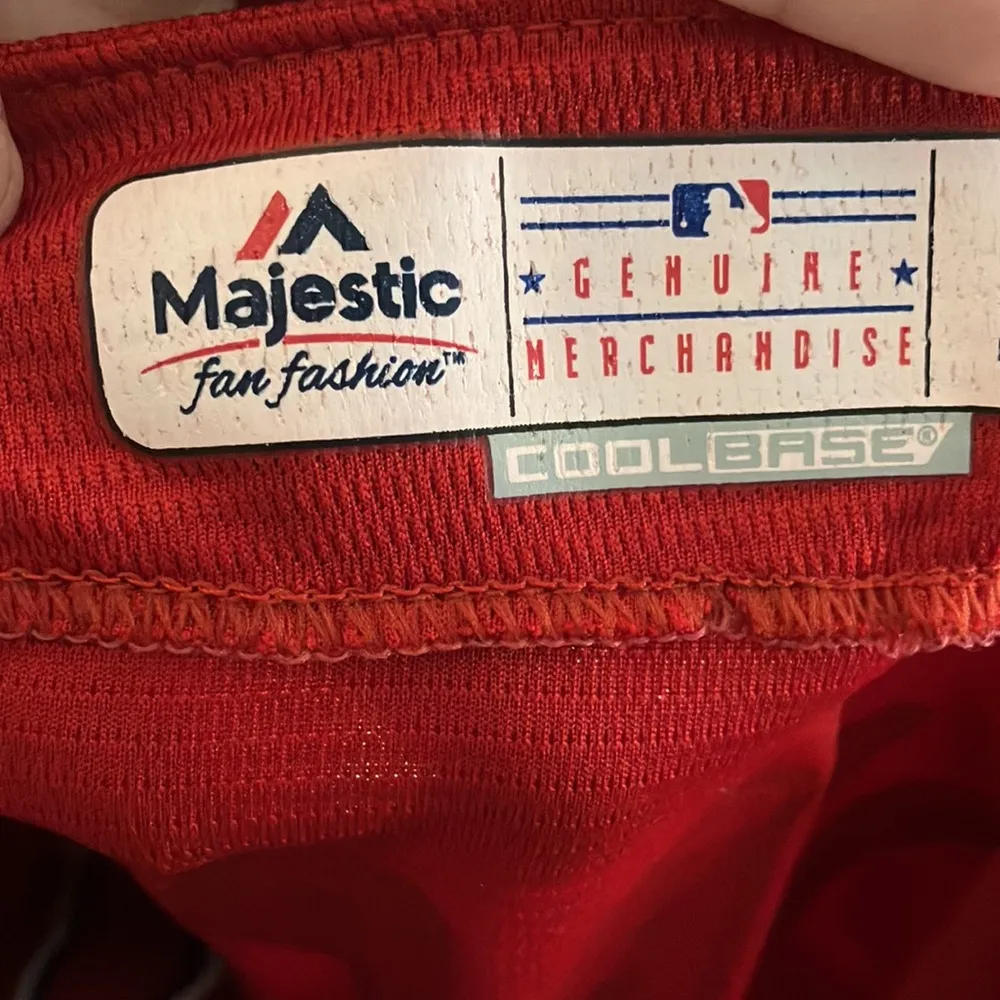 Majestic
fan fashion™
GENUINE
MERCHANDISE
COOLBASE®